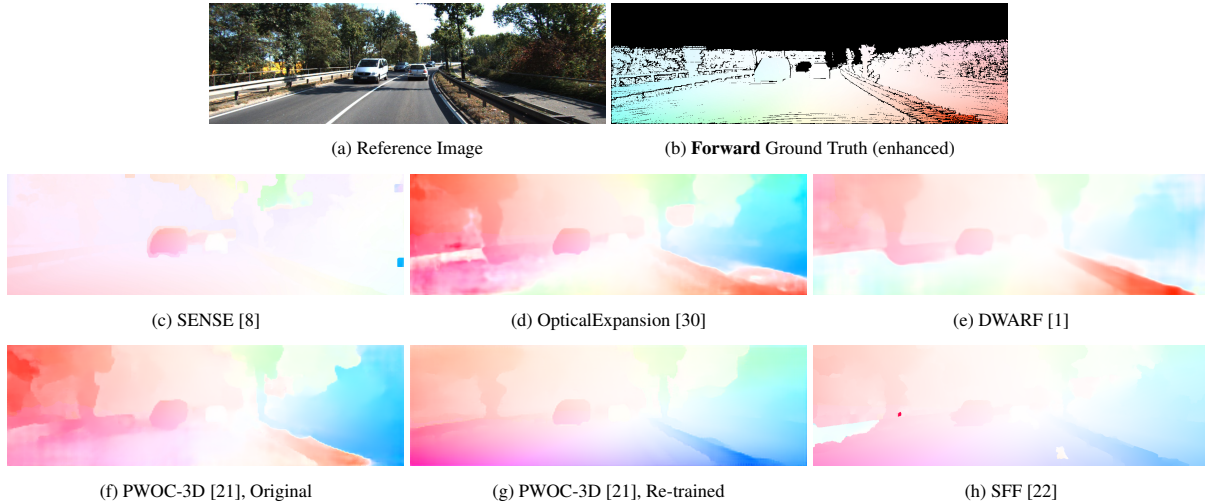 (a) Reference Image
(b) Forward Ground Truth (enhanced)
(c) SENSE [8]
(d) OpticalExpansion [30]
(e) DWARF [1]
(f) PWOC-3D [21], Original
(g) PWOC-3D [21], Re-trained
(h) SFF [22]